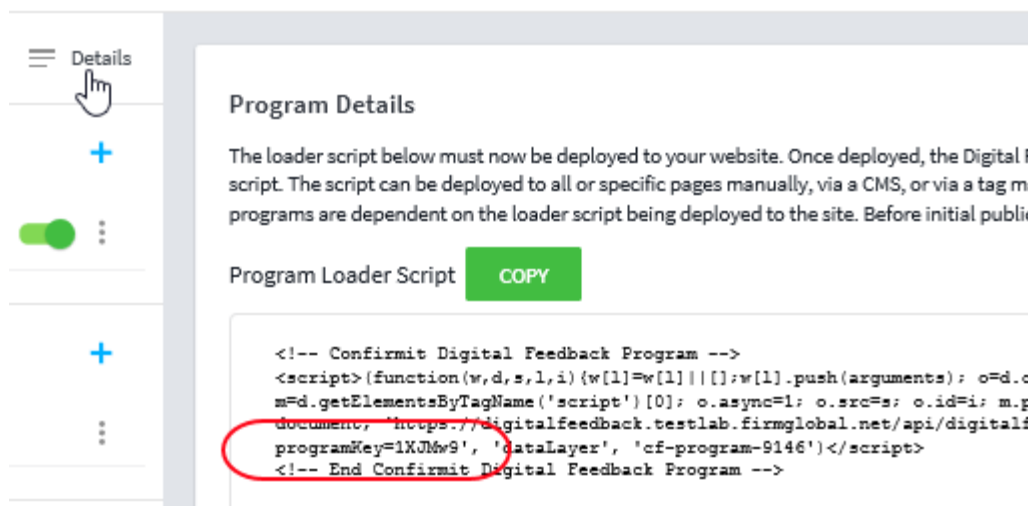 Details
Program Details
The loader script below must now be deployed to your website. Once deployed, the Digital
script. The script can be deployed to all or specific pages manually, via a CMS, or via a tag m
programs are dependent on the loader script being deployed to the site. Before initial public
Program Loader Script COPY
<!-- Confirmit Digital Feedback Program -->
<script>(function(w,d,s,l,i){w[l]=w[l]||[];w[l].push(arguments); o=d.c
m=d.getElementsByTagName('script')[0]; o.async=1; o.src=s; o.id=i; m.p
document, 'https://digitalfeedback.testlab.firmglobal.net/api/digitalf
programKey=1XJMw9', 'dataLayer', 'cf-program-9146')</script>
<!-- End Confirmit Digital Feedback Program -->